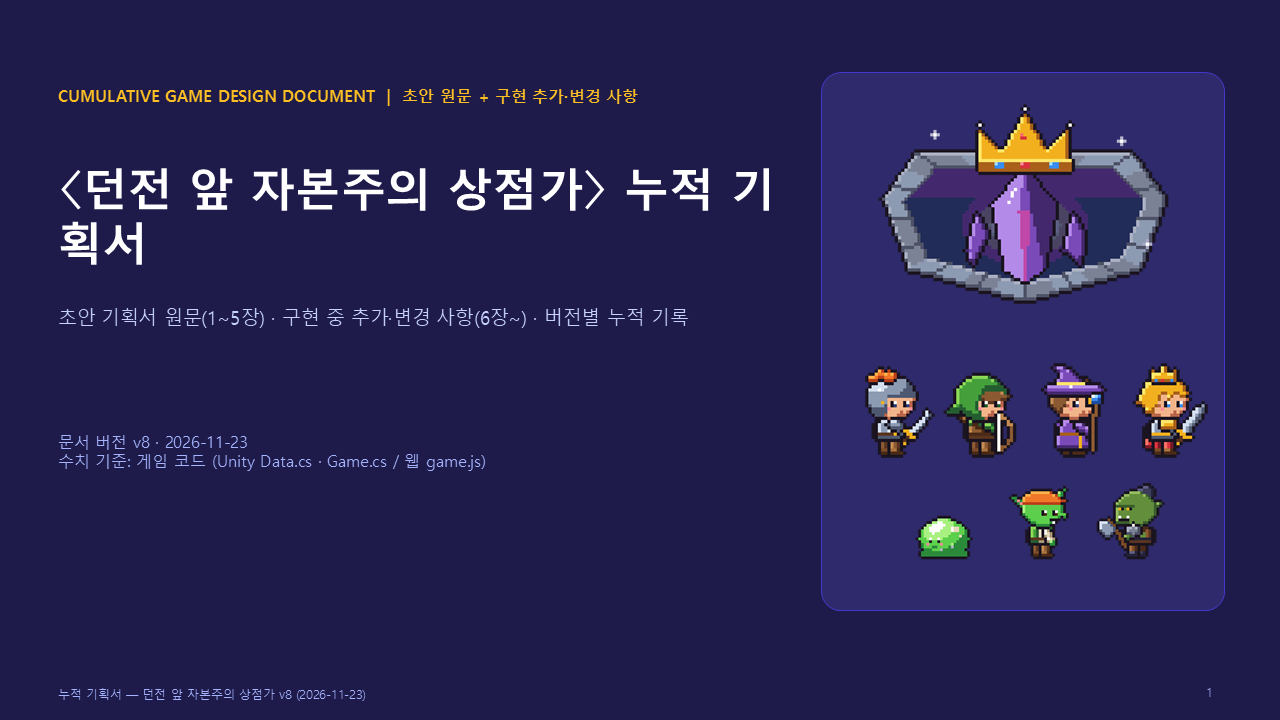 CUMULATIVE GAME DESIGN DOCUMENT | 초안 원문 + 구현 추가·변경 사항
〈던전 앞 자본주의 상점가〉 누적 기
획서
초안 기획서 원문(1~5장) · 구현 중 추가·변경 사항(6장~) · 버전별 누적 기록
문서 버전 v8 · 2026-11-23
수치 기준: 게임 코드 (Unity Data.cs · Game.cs / 웹 game.js)
누적 기획서 — 던전 앞 자본주의 상점가 v8 (2026-11-23)
1